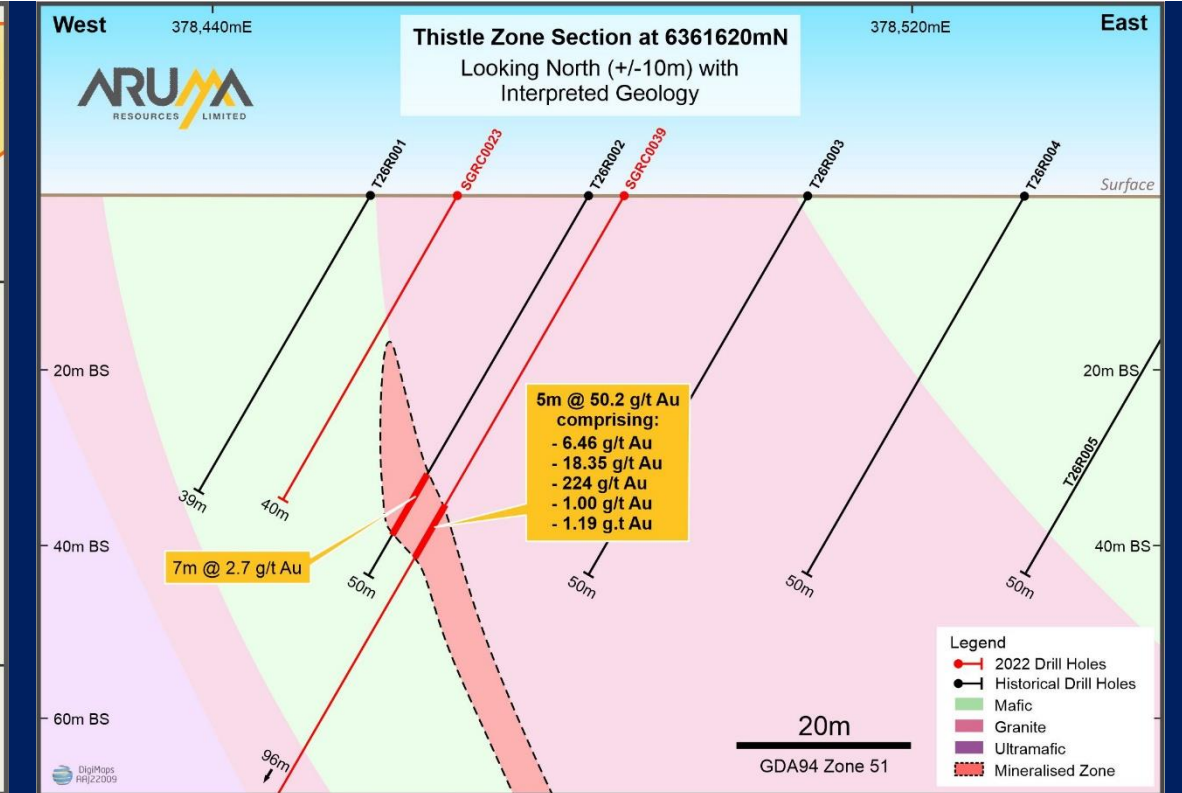 West
378,440mE
Thistle Zone Section at 6361620mN
Looking North (+/-10m) with
Interpreted Geology
378,520mE
East
ARUMA
RESOURCES LIMITED
T26R001
SGRC0023
T26R002
SGRC0039
T26R003
T26R004
Surface
20m BS
20m BS
5m @ 50.2 g/t Au
comprising:
- 6.46 g/t Au
- 18.35 g/t Au
- 224 g/t Au
- 1.00 g/t Au
- 1.19 g.t Au
T26R005
39m
40m
40m BS
40m BS
7m @ 2.7 g/t Au
50m
50m
50m
50m
Legend
2022 Drill Holes
Historical Drill Holes
Mafic
Granite
Ultramafic
Mineralised Zone
60m BS
20m
GDA94 Zone 51
96m
DigiMaps
RAJ22009